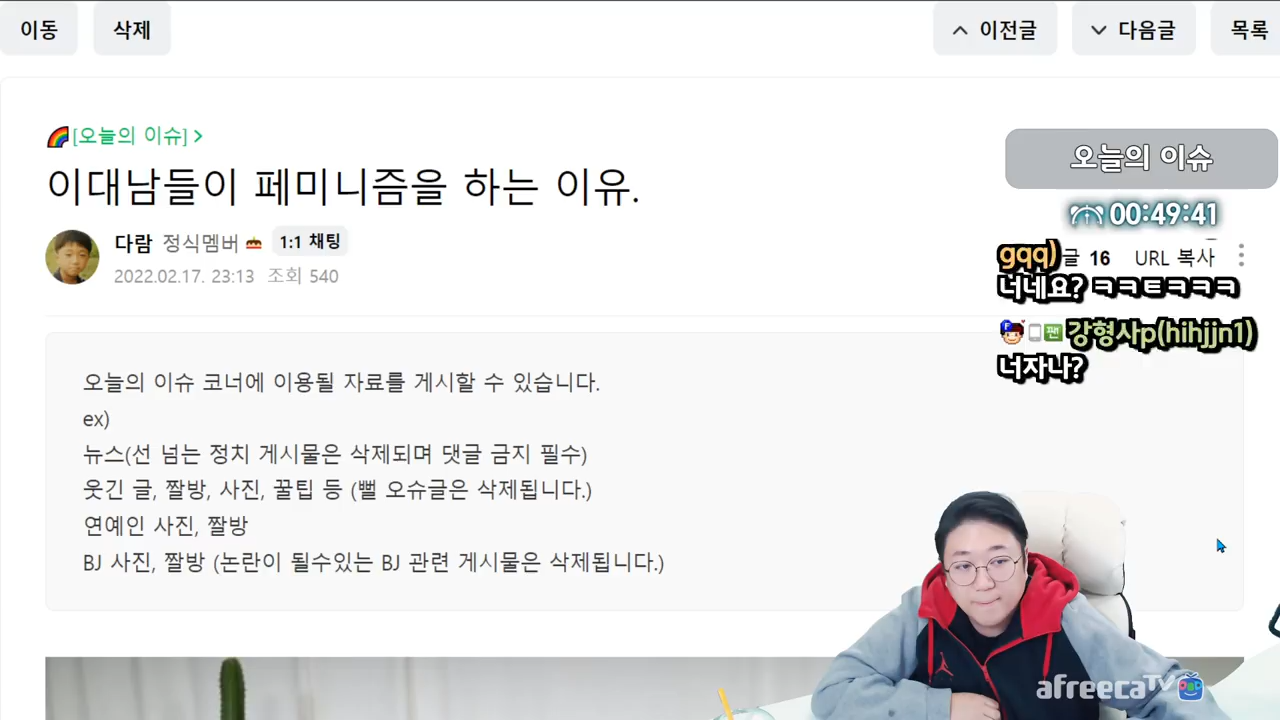 이동
삭제
이전글
다음글
목록
[오늘의 이슈] >
이대남들이 페미니즘을 하는 이유.
다람 정식멤버 1:1 채팅
2022.02.17. 23:13 조회 540
글 16 URL 복사
오늘의 이슈
00:49:41
gqq)
너네요? ㅋㅋㅌㅋㅋㅋ
F 팬 강형사p(hihjjn1)
너자나?
오늘의 이슈 코너에 이용될 자료를 게시할 수 있습니다.
ex)
뉴스(선 넘는 정치 게시물은 삭제되며 댓글 금지 필수)
웃긴 글, 짤방, 사진, 꿀팁 등 (뻘 오슈글은 삭제됩니다.)
연예인 사진, 짤방
BJ 사진, 짤방 (논란이 될수있는 BJ 관련 게시물은 삭제됩니다.)
afreecaTV